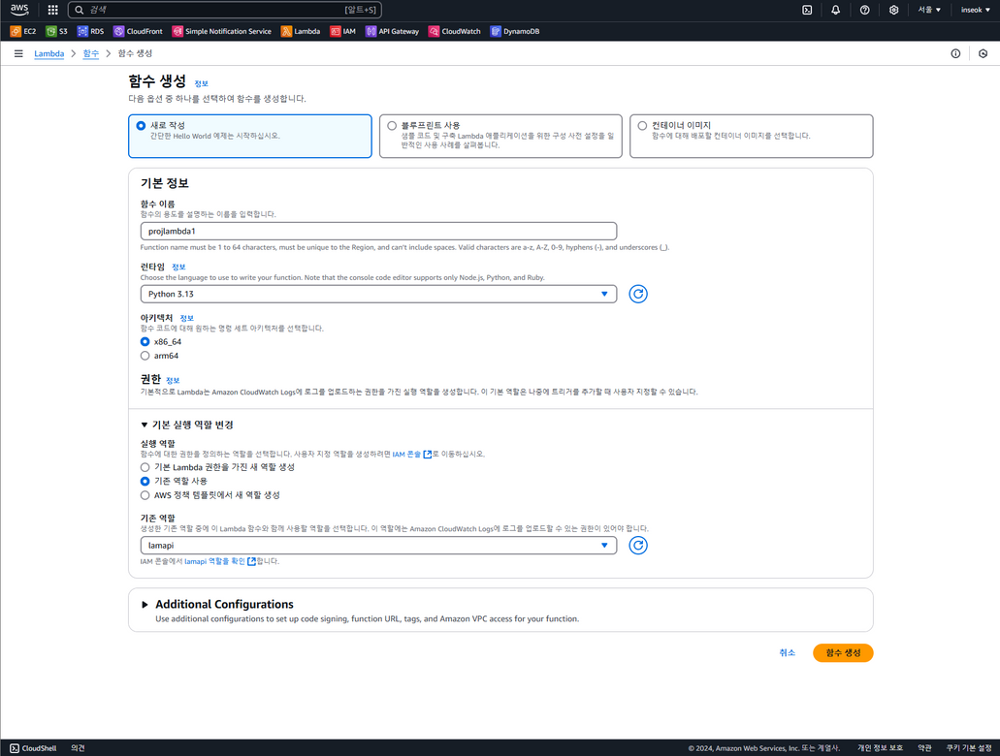 aws
검색 [알트+S]
서울 ▼
inseok ▼
EC2 S3 RDS CloudFront Simple Notification Service Lambda IAM API Gateway CloudWatch DynamoDB
Lambda > 함수 > 함수 생성
함수 생성 정보
다음 옵션 중 하나를 선택하여 함수를 생성합니다.
새로 작성
간단한 Hello World 예제는 시작하십시오.
블루프린트 사용
샘플 코드 및 구축 Lambda 애플리케이션을 위한 구성 사전 설정을 일
반적인 사용 사례를 살펴봅니다.
컨테이너 이미지
함수에 대해 배포할 컨테이너 이미지를 선택합니다.
기본 정보
함수 이름
함수의 용도를 설명하는 이름을 입력합니다.
projlambda1
Function name must be 1 to 64 characters, must be unique to the Region, and can't include spaces. Valid characters are a-z, A-Z, 0-9, hyphens (-), and underscores (_).
런타임 정보
Choose the language to use to write your function. Note that the console code editor supports only Node.js, Python, and Ruby.
Python 3.13
아키텍처 정보
함수 코드에 대해 원하는 명령 세트 아키텍처를 선택합니다.
x86_64
arm64
권한 정보
기본적으로 Lambda는 Amazon CloudWatch Logs에 로그를 업로드하는 권한을 가진 실행 역할을 생성합니다. 이 기본 역할은 나중에 트리거를 추가할 때 사용자 지정할 수 있습니다.
▼ 기본 실행 역할 변경
실행 역할
함수에 대한 권한을 정의하는 역할을 선택합니다. 사용자 지정 역할을 생성하려면 IAM 콘솔로 이동하십시오.
기본 Lambda 권한을 가진 새 역할 생성
기존 역할 사용
AWS 정책 템플릿에서 새 역할 생성
기존 역할
생성한 기존 역할 중에 이 Lambda 함수와 함께 사용할 역할을 선택합니다. 이 역할에는 Amazon CloudWatch Logs에 로그를 업로드할 수 있는 권한이 있어야 합니다.
lamapi
IAM 콘솔에서 lamapi 역할을 확인합니다.
▶ Additional Configurations
Use additional configurations to set up code signing, function URL, tags, and Amazon VPC access for your function.
취소 함수 생성
CloudShell 의견 © 2024, Amazon Web Services, Inc. 또는 계열사. 개인 정보 보호 약관 쿠키 기본 설정